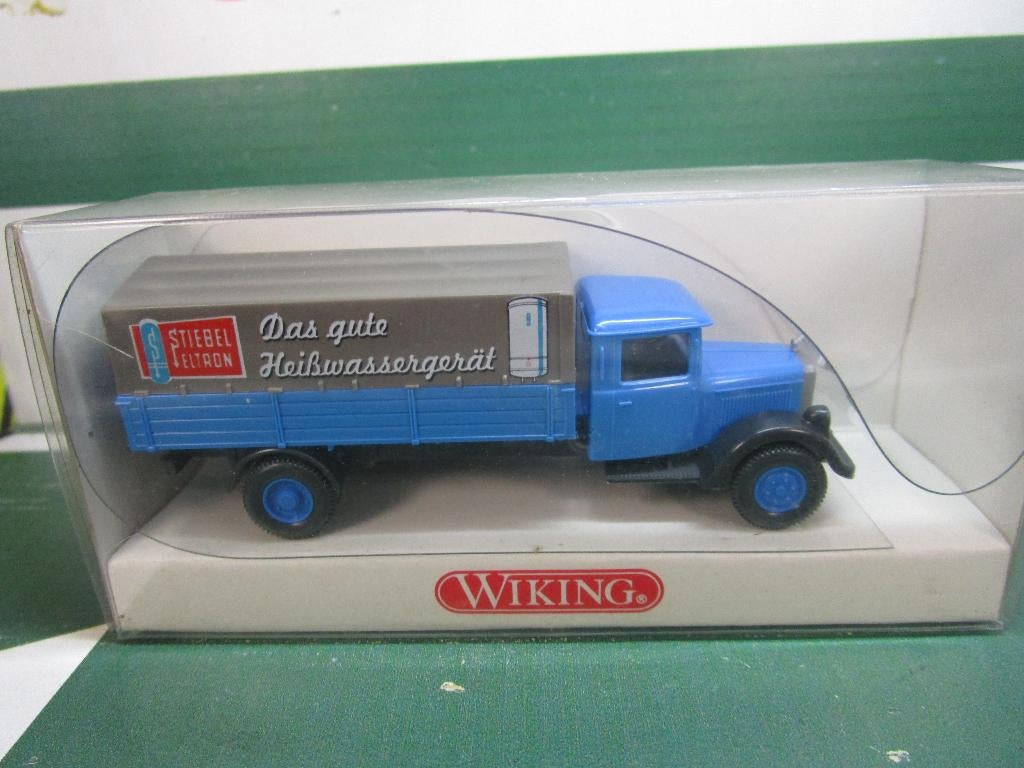 STIEBEL
ELTRON
Das gute
Heißwassergerät
WIKING®